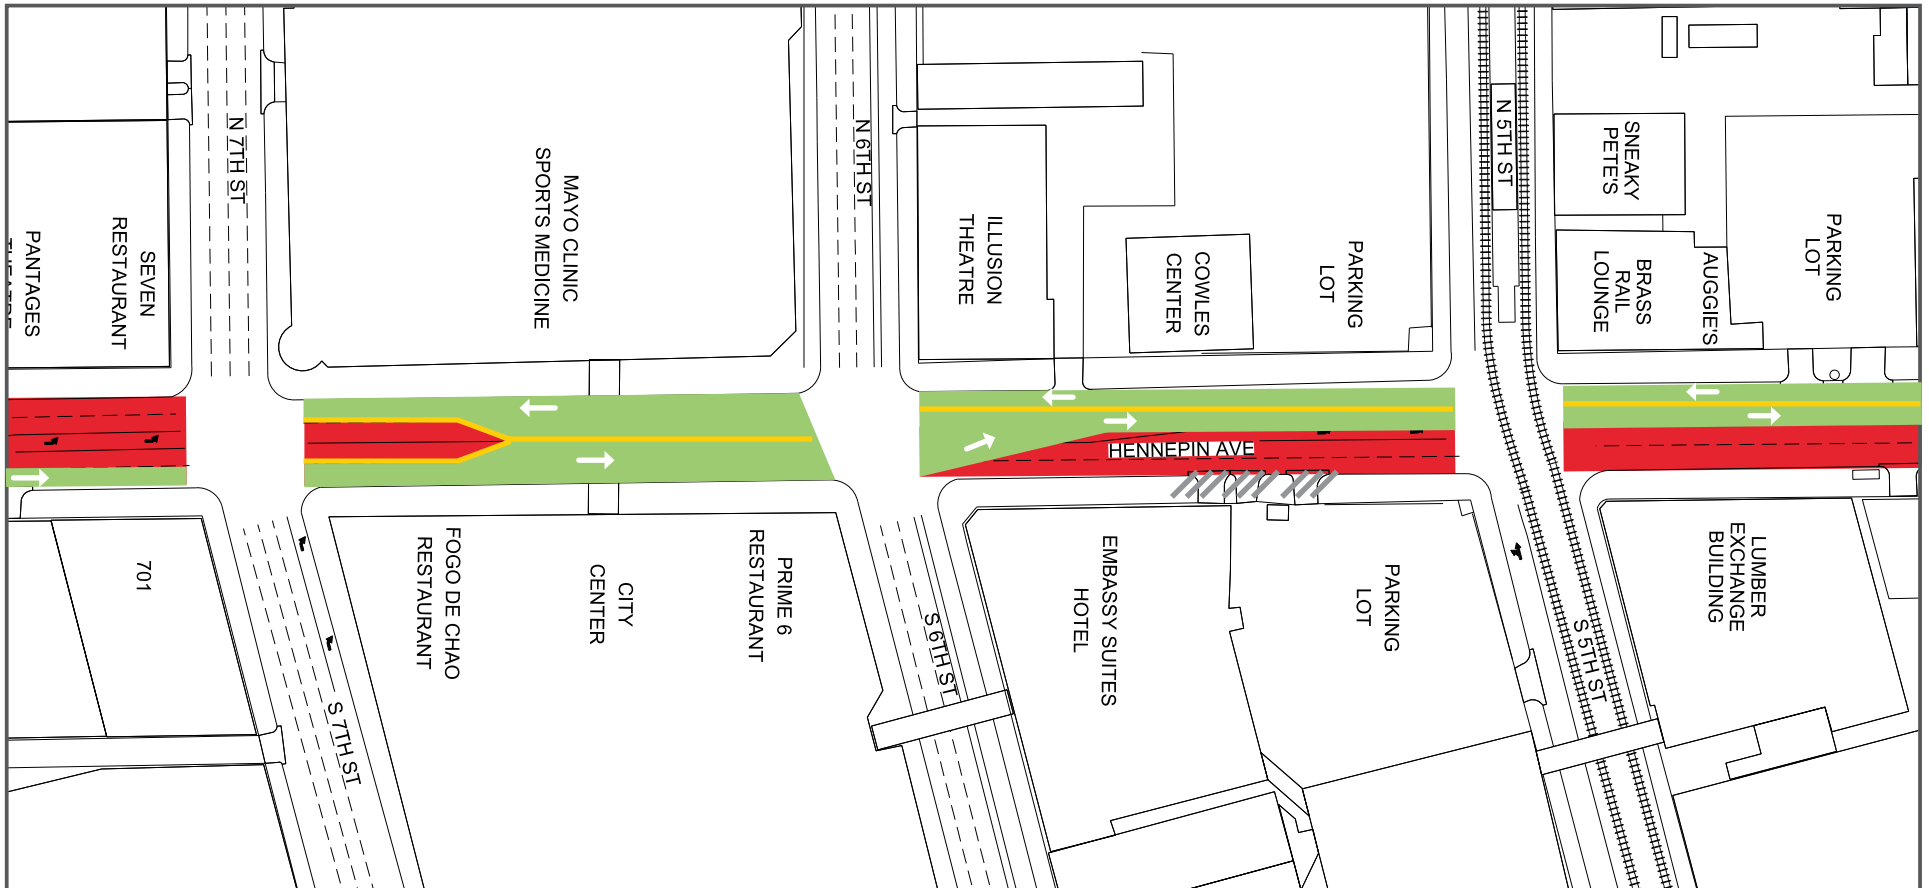 N 7TH ST
N 6TH ST
N 5TH ST
PANTAGES
SEVEN
RESTAURANT
MAYO CLINIC
SPORTS MEDICINE
ILLUSION
THEATRE
COWLES
CENTER
PARKING
LOT
SNEAKY
PETE'S
BRASS
RAIL
LOUNGE
AUGGIE'S
PARKING
LOT
HENNEPIN AVE
701
S 7TH ST
FOGO DE CHAO
RESTAURANT
CITY
CENTER
PRIME 6
RESTAURANT
S 6TH ST
EMBASSY SUITES
HOTEL
PARKING
LOT
S 5TH ST
LUMBER
EXCHANGE
BUILDING